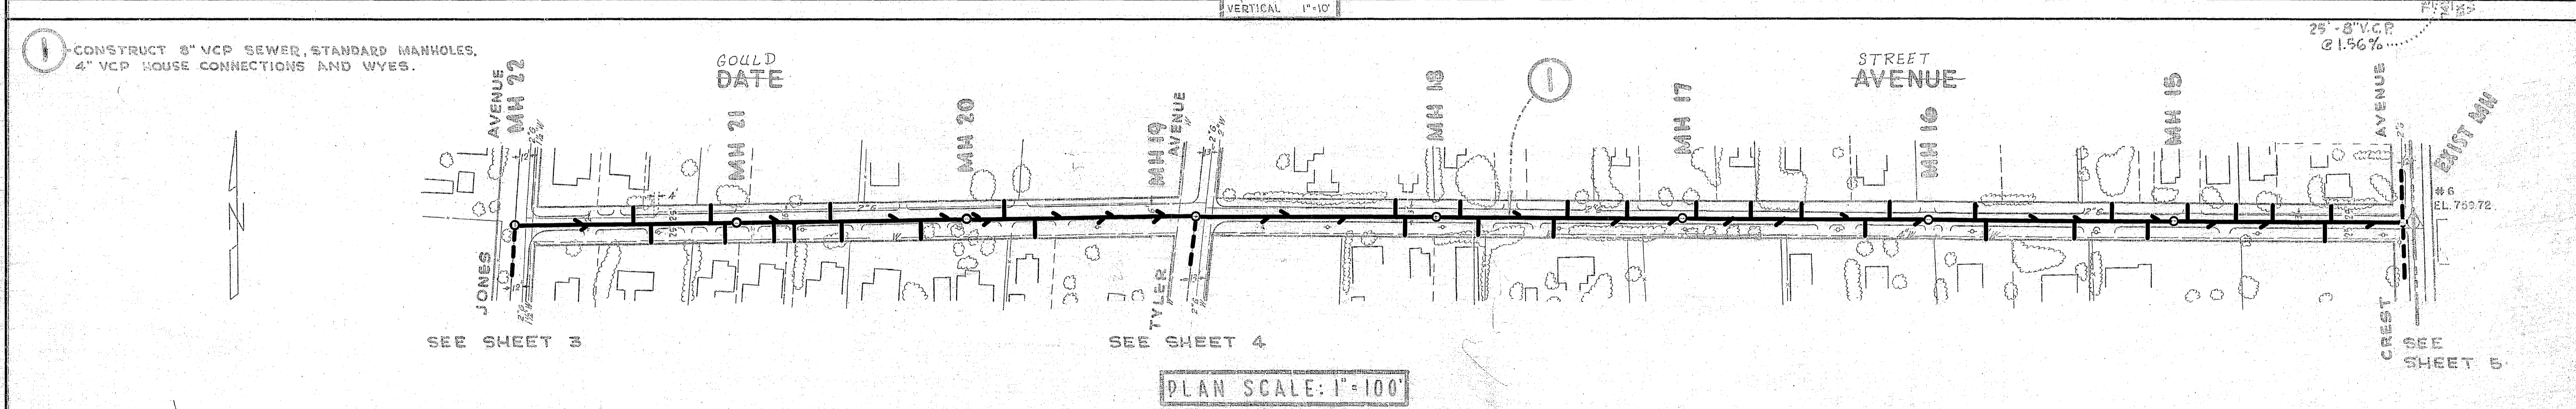 VERTICAL 1"=10'
25'-8"V.C.P.
@ 1.56%
1
CONSTRUCT 8" VCP SEWER, STANDARD MANHOLES,
4" VCP HOUSE CONNECTIONS AND WYES.
GOULD
DATE
STREET
AVENUE
1
JONES AVENUE
MH 22
MH 21
MH 20
MH 19
TYLER AVENUE
MH 18
MH 17
MH 16
MH 15
CREST AVENUE
EXIST MH
#6
EL. 759.72
N
SEE SHEET 3
SEE SHEET 4
SEE
SHEET 5
PLAN SCALE: 1"=100'